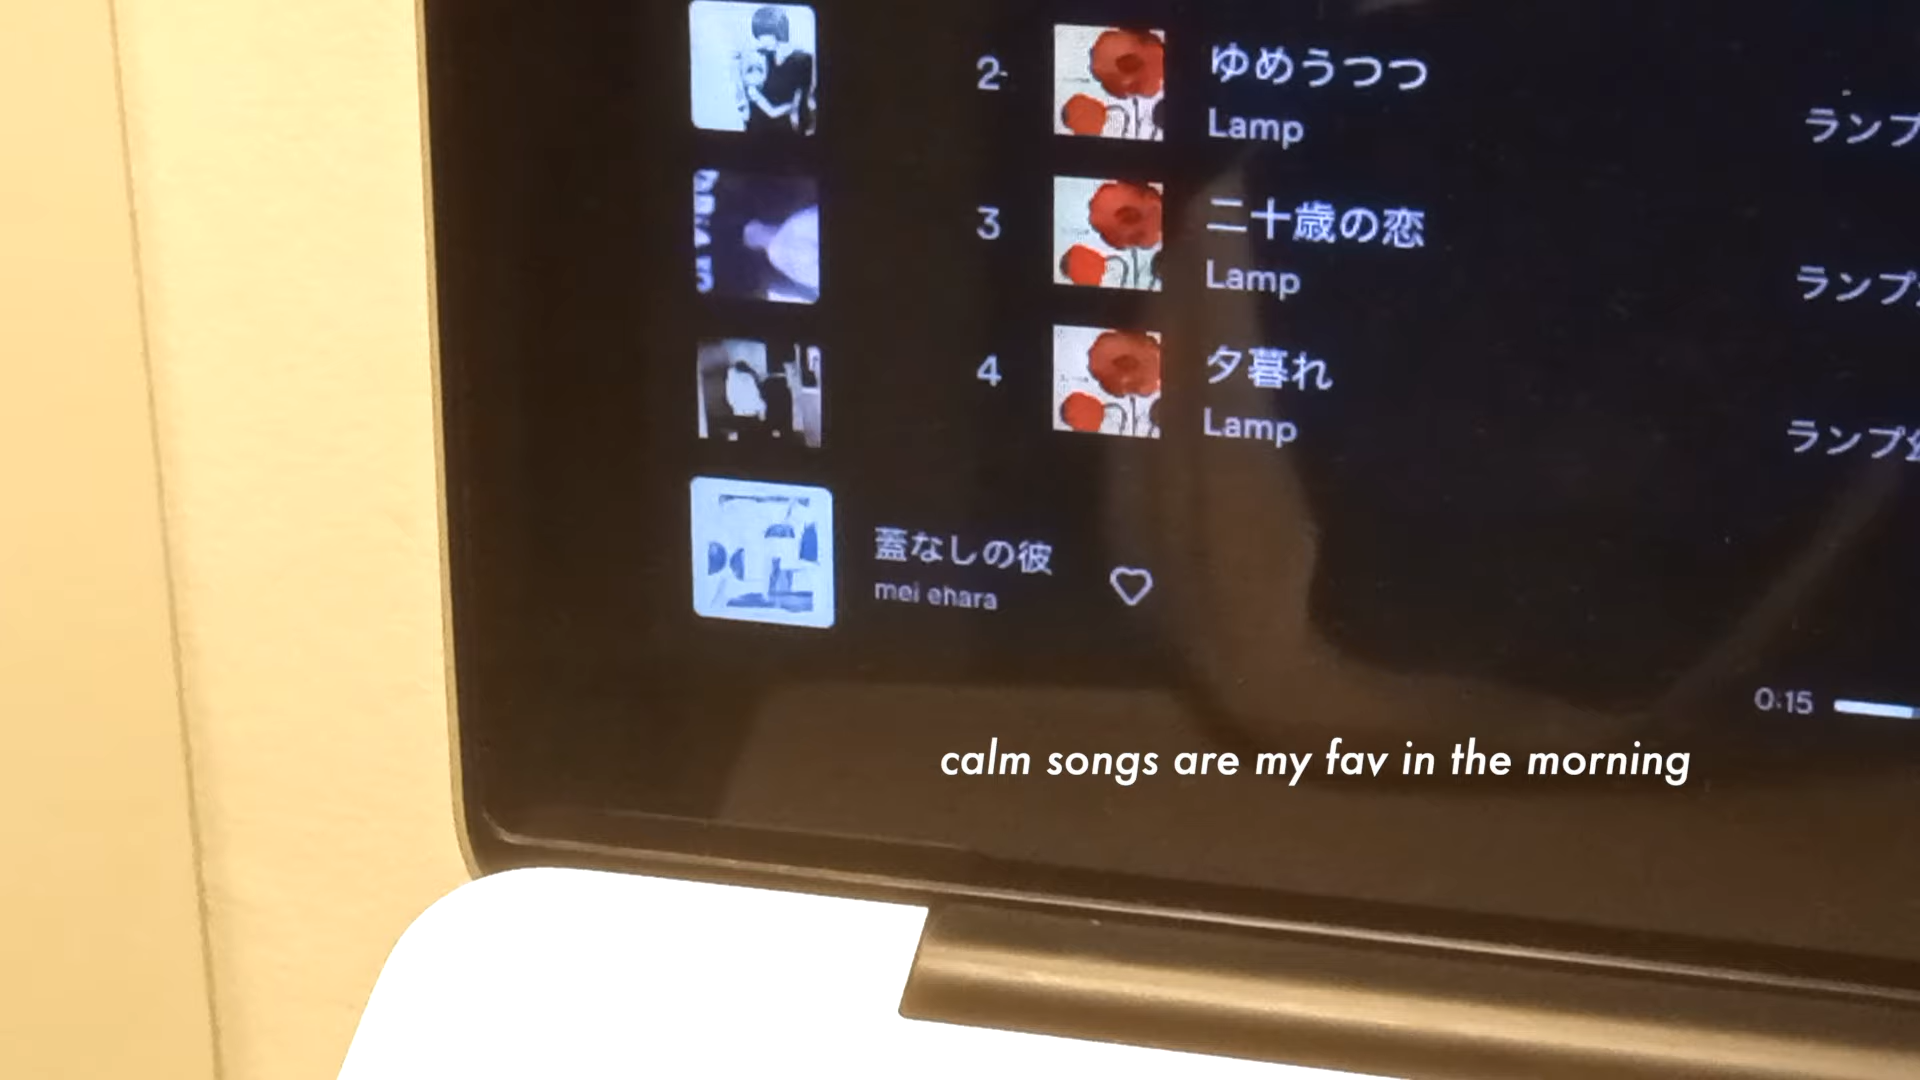 2
ゆめうつつ
Lamp
ランプ
3
二十歳の恋
Lamp
ランプ
4
夕暮れ
Lamp
ランプ
蓋なしの彼
mei ehara
0:15
calm songs are my fav in the morning